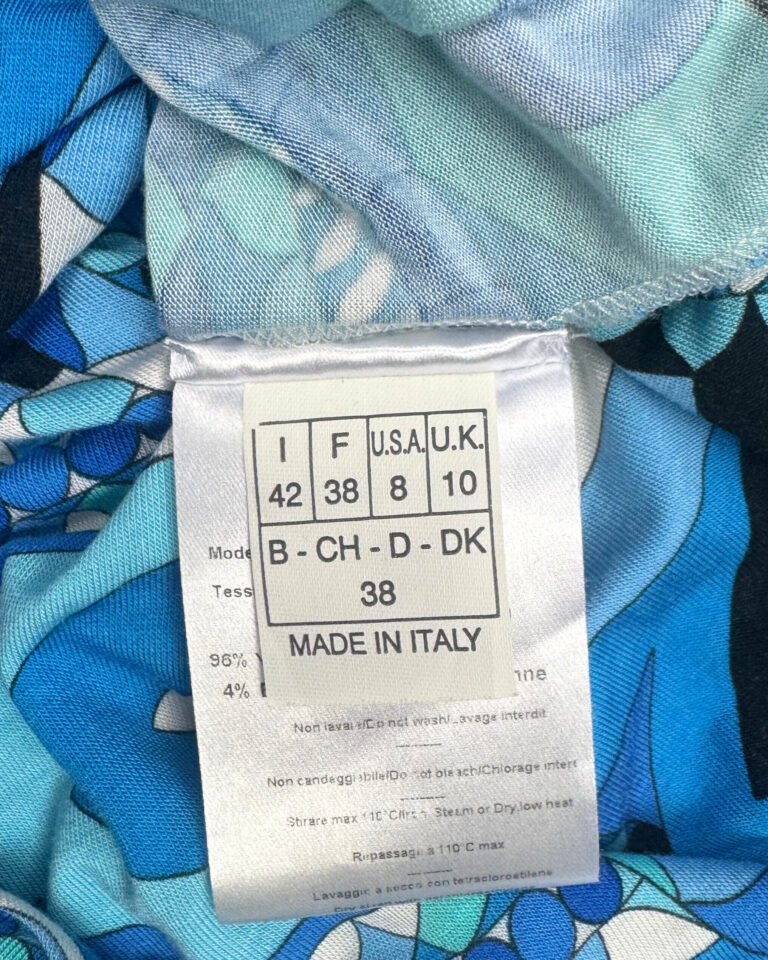 I F U.S.A. U.K.
42 38 8 10
B - CH - D - DK
38
MADE IN ITALY
Mode
Tess
96%
4%
Non lavare/Do not wash/Lavage interdit
Non candeggiabile/Do not bleach/Chlorage inter
Stirare max 110°C/Iron Steam or Dry,low heat
Repassage a 110°C max
Lavaggio a secco con tetracloroetilene